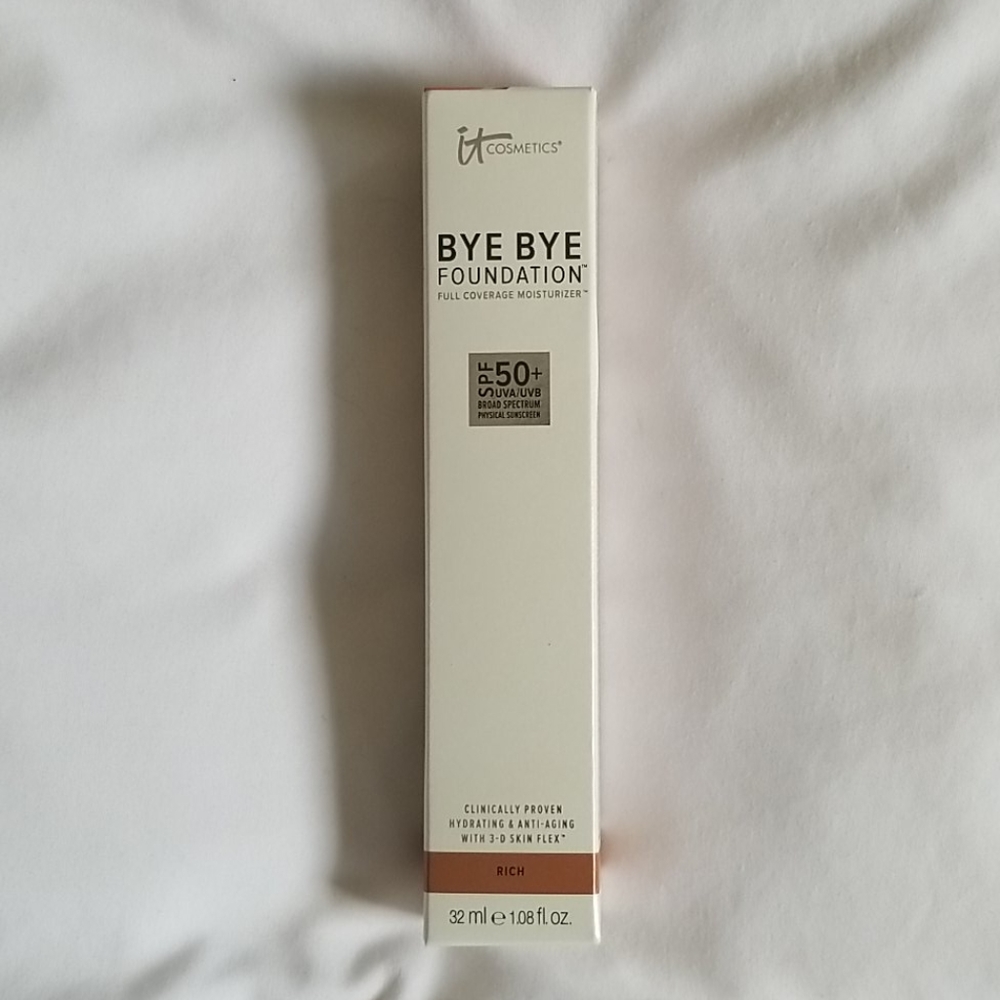 it COSMETICS®
BYE BYE
FOUNDATION™
FULL COVERAGE MOISTURIZER™
SPF 50+
UVA/UVB
BROAD SPECTRUM
PHYSICAL SUNSCREEN
CLINICALLY PROVEN
HYDRATING & ANTI-AGING
WITH 3-D SKIN FLEX™
RICH
32 ml ℮ 1.08 fl. oz.